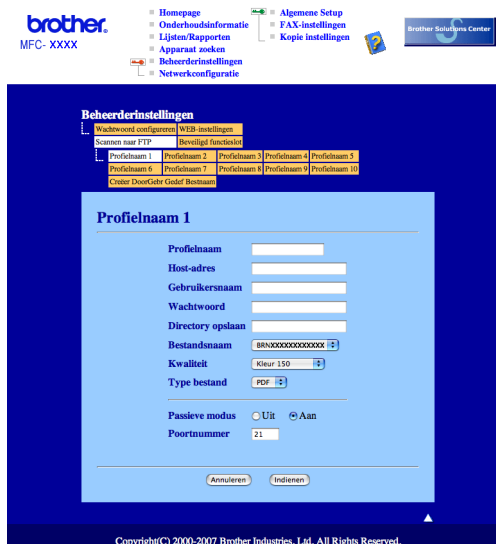 brother.
MFC- XXXX
Homepage
Onderhoudsinformatie
Lijsten/Rapporten
Apparaat zoeken
Beheerderinstellingen
Netwerkconfiguratie
Algemene Setup
FAX-instellingen
Kopie instellingen
Brother Solutions Center
Beheerderinstellingen
Wachtwoord configureren WEB-instellingen
Scannen naar FTP Beveiligd functieslot
Profielnaam 1 Profielnaam 2 Profielnaam 3 Profielnaam 4 Profielnaam 5
Profielnaam 6 Profielnaam 7 Profielnaam 8 Profielnaam 9 Profielnaam 10
Creëer DoorGebr Gedef Bestnaam
Profielnaam 1
Profielnaam
Host-adres
Gebruikersnaam
Wachtwoord
Directory opslaan
Bestandsnaam BRNXXXXXXXXXXXX
Kwaliteit Kleur 150
Type bestand PDF
Passieve modus Uit Aan
Poortnummer 21
Annuleren Indienen
Copyright(C) 2000-2007 Brother Industries, Ltd. All Rights Reserved.